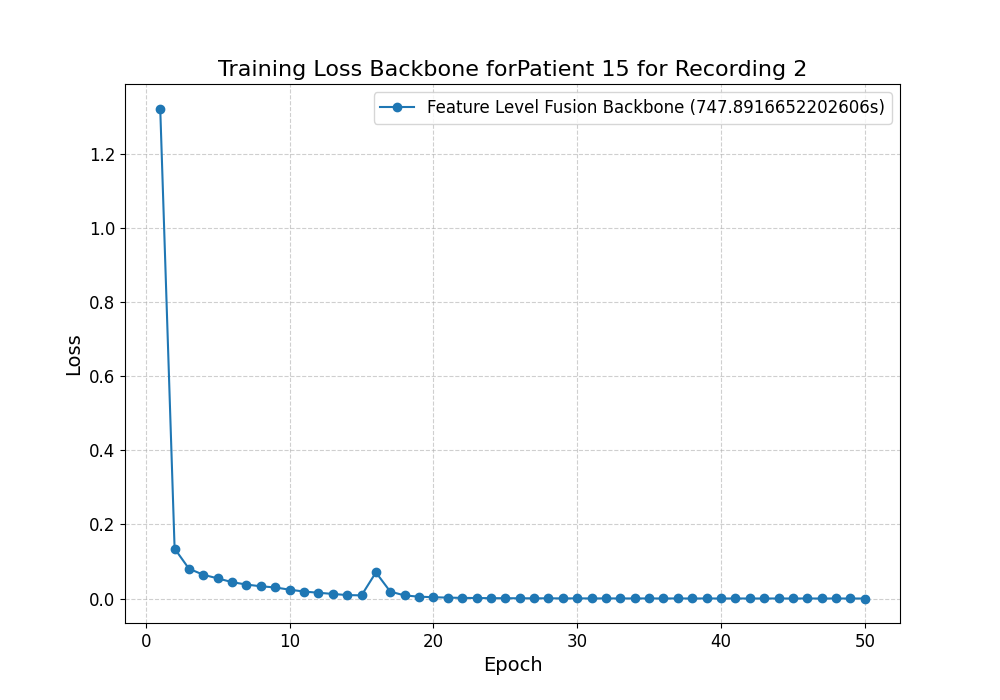 Training Loss Backbone forPatient 15 for Recording 2
Feature Level Fusion Backbone (747.8916652202606s)
Loss
1.2
1.0
0.8
0.6
0.4
0.2
0.0
0 10 20 30 40 50
Epoch